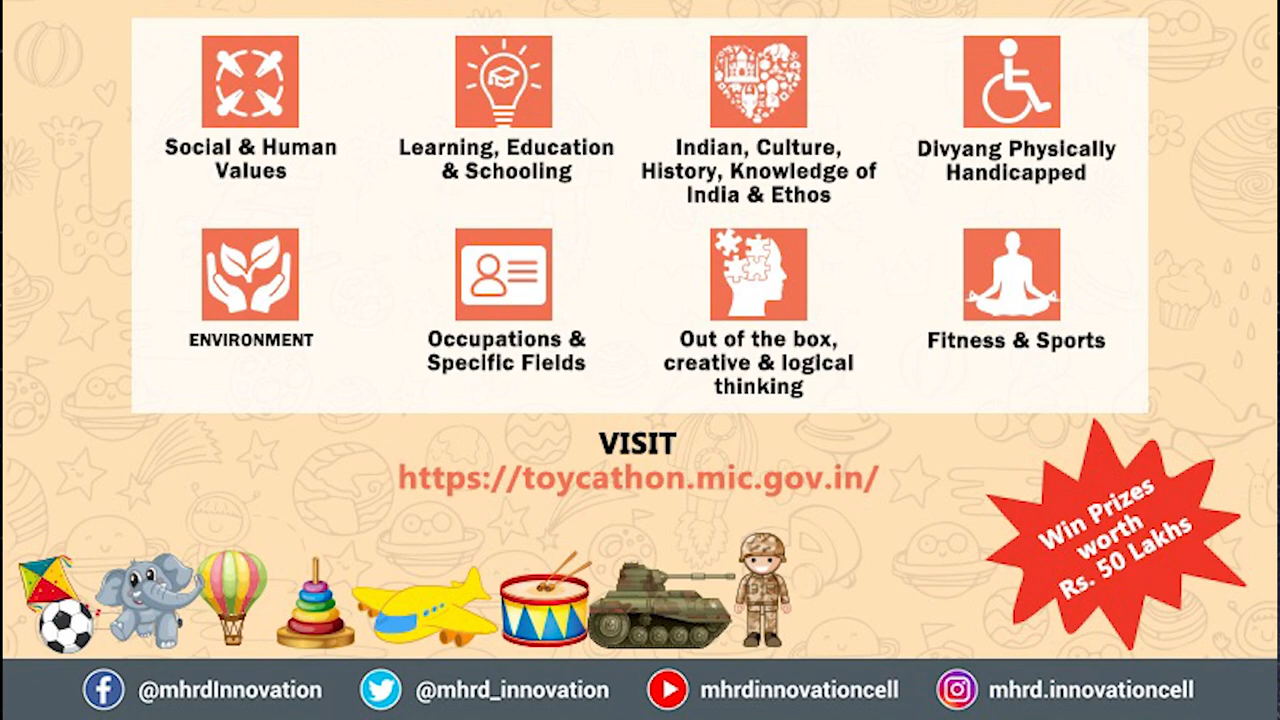 Social & Human
Values
Learning, Education
& Schooling
Indian, Culture,
History, Knowledge of
India & Ethos
Divyang Physically
Handicapped
ENVIRONMENT
Occupations &
Specific Fields
Out of the box,
creative & logical
thinking
Fitness & Sports
VISIT
https://toycathon.mic.gov.in/
Win Prizes
worth
Rs. 50 Lakhs
@mhrdInnovation
@mhrd_innovation
mhrdinnovationcell
mhrd.innovationcell